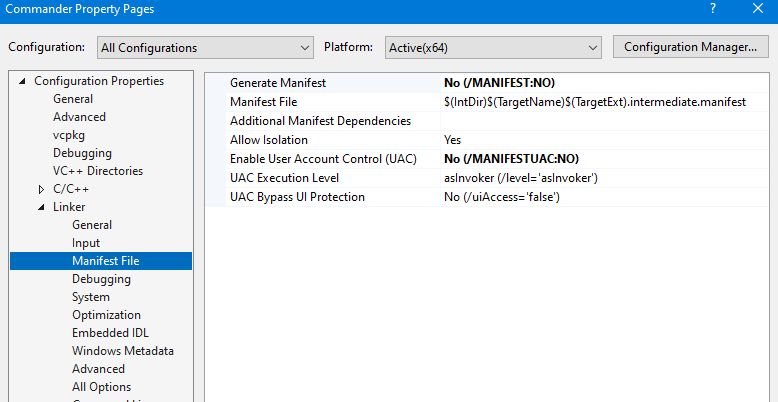 Commander Property Pages ? ×
Configuration: All Configurations Platform: Active(x64) Configuration Manager...
Configuration Properties
General
Advanced
vcpkg
Debugging
VC++ Directories
C/C++
Linker
General
Input
Manifest File
Debugging
System
Optimization
Embedded IDL
Windows Metadata
Advanced
All Options
Generate Manifest No (/MANIFEST:NO)
Manifest File $(IntDir)$(TargetName)$(TargetExt).intermediate.manifest
Additional Manifest Dependencies
Allow Isolation Yes
Enable User Account Control (UAC) No (/MANIFESTUAC:NO)
UAC Execution Level asInvoker (/level='asInvoker')
UAC Bypass UI Protection No (/uiAccess='false')